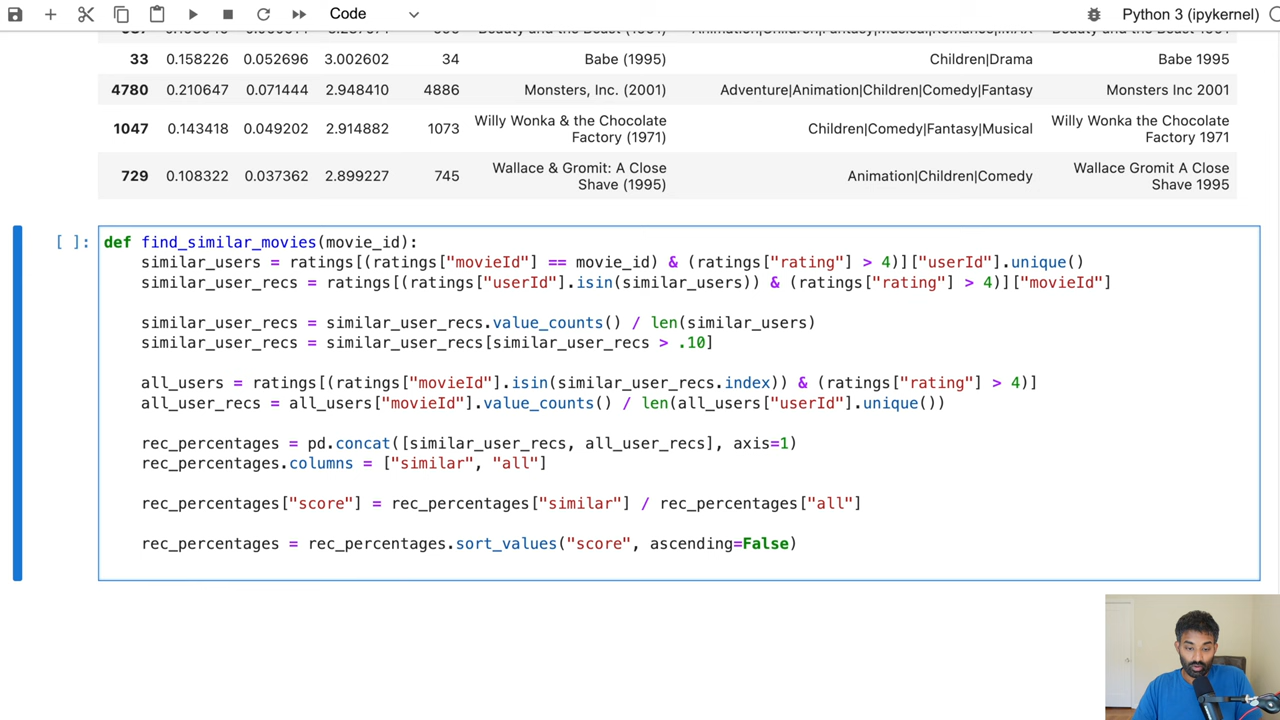 Code
Python 3 (ipykernel)
33 0.158226 0.052696 3.002602 34 Babe (1995) Children|Drama Babe 1995
4780 0.210647 0.071444 2.948410 4886 Monsters, Inc. (2001) Adventure|Animation|Children|Comedy|Fantasy Monsters Inc 2001
1047 0.143418 0.049202 2.914882 1073 Willy Wonka & the Chocolate Factory (1971) Children|Comedy|Fantasy|Musical Willy Wonka the Chocolate Factory 1971
729 0.108322 0.037362 2.899227 745 Wallace & Gromit: A Close Shave (1995) Animation|Children|Comedy Wallace Gromit A Close Shave 1995
[ ]: def find_similar_movies(movie_id):
similar_users = ratings[(ratings["movieId"] == movie_id) & (ratings["rating"] > 4)]["userId"].unique()
similar_user_recs = ratings[(ratings["userId"].isin(similar_users)) & (ratings["rating"] > 4)]["movieId"]
similar_user_recs = similar_user_recs.value_counts() / len(similar_users)
similar_user_recs = similar_user_recs[similar_user_recs > .10]
all_users = ratings[(ratings["movieId"].isin(similar_user_recs.index)) & (ratings["rating"] > 4)]
all_user_recs = all_users["movieId"].value_counts() / len(all_users["userId"].unique())
rec_percentages = pd.concat([similar_user_recs, all_user_recs], axis=1)
rec_percentages.columns = ["similar", "all"]
rec_percentages["score"] = rec_percentages["similar"] / rec_percentages["all"]
rec_percentages = rec_percentages.sort_values("score", ascending=False)